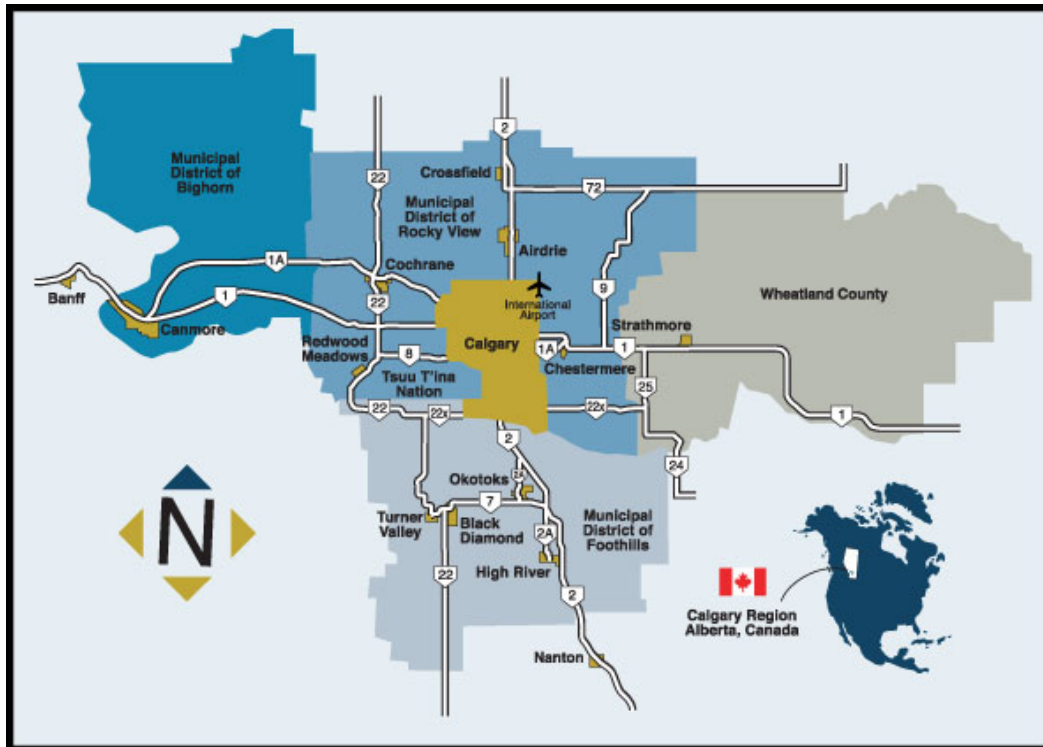 2
Crossfield
72
Municipal
District of
Bighorn
22
Municipal
District of
Rocky View
Airdrie
1A
Cochrane
Banff
1
22
International
Airport
9
Wheatland County
Canmore
Strathmore
Redwood
Meadows
Calgary
1A
1
8
Chestermere
Tsuu T'ina
Nation
25
22
22x
22x
1
2
24
Okotoks
2A
7
N
Turner
Valley
Black
Diamond
Municipal
District of
Foothills
2A
High River
22
2
Calgary Region
Alberta, Canada
Nanton